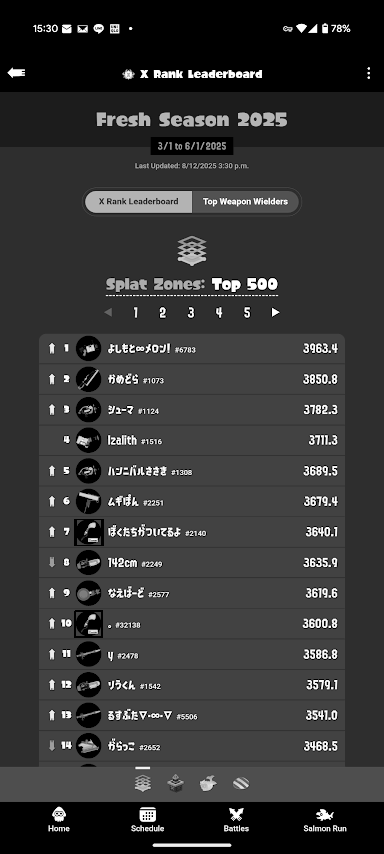 15:30 78%
X Rank Leaderboard
Fresh Season 2025
3/1 to 6/1/2025
Last Updated: 8/12/2025 3:30 p.m.
X Rank Leaderboard Top Weapon Wielders
Splat Zones: Top 500
1 2 3 4 5
1 よしもと∞メロン! #6783 3963.4
2 かめどら #1073 3850.8
3 シューマ #1124 3782.3
4 Izalith #1516 3711.3
5 ハンニバルささき #1308 3689.5
6 ムギぽん #2251 3679.4
7 ぼくたちがついてるよ #2140 3640.1
8 142cm #2249 3635.9
9 なえばーど #2577 3619.6
10 。 #32138 3600.8
11 y #2478 3586.8
12 りうくん #1542 3579.1
13 るすぶた∇·∞·∇ #5506 3541.0
14 がらっこ #2652 3468.5
Home Schedule Battles Salmon Run